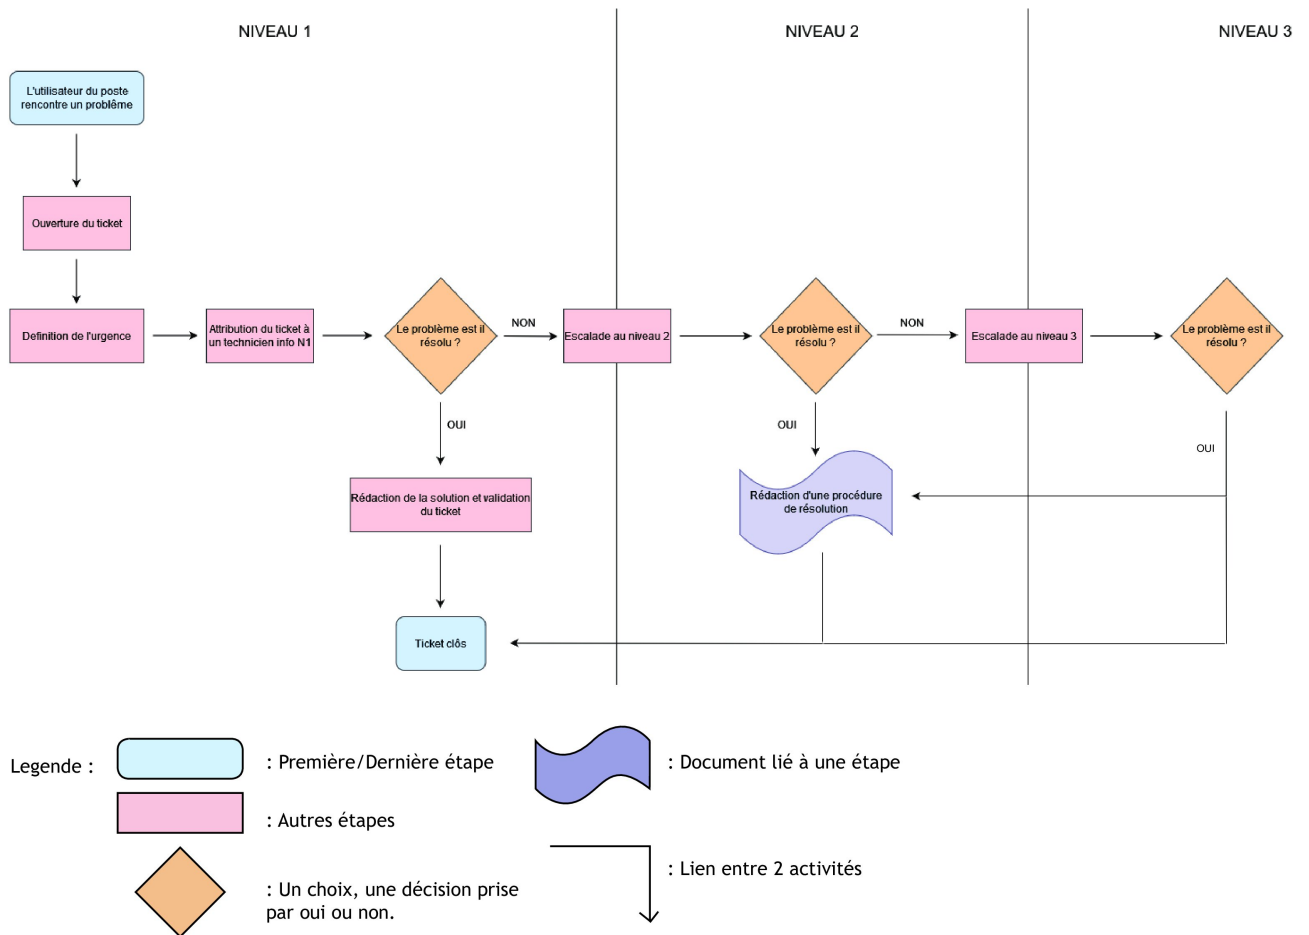 NIVEAU 1
NIVEAU 2
NIVEAU 3
L'utilisateur du poste
rencontre un problême
Ouverture du ticket
Definition de l'urgence
Attribution du ticket à
un technicien info N1
Le problème est il
résolu ?
NON
Escalade au niveau 2
Le problème est il
résolu ?
NON
Escalade au niveau 3
Le problème est il
résolu ?
OUI
OUI
OUI
Rédaction de la solution et validation
du ticket
Rédaction d'une procédure
de résolution
Ticket clôs
Legende :
: Première/Dernière étape
: Document lié à une étape
: Autres étapes
: Lien entre 2 activités
: Un choix, une décision prise
par oui ou non.